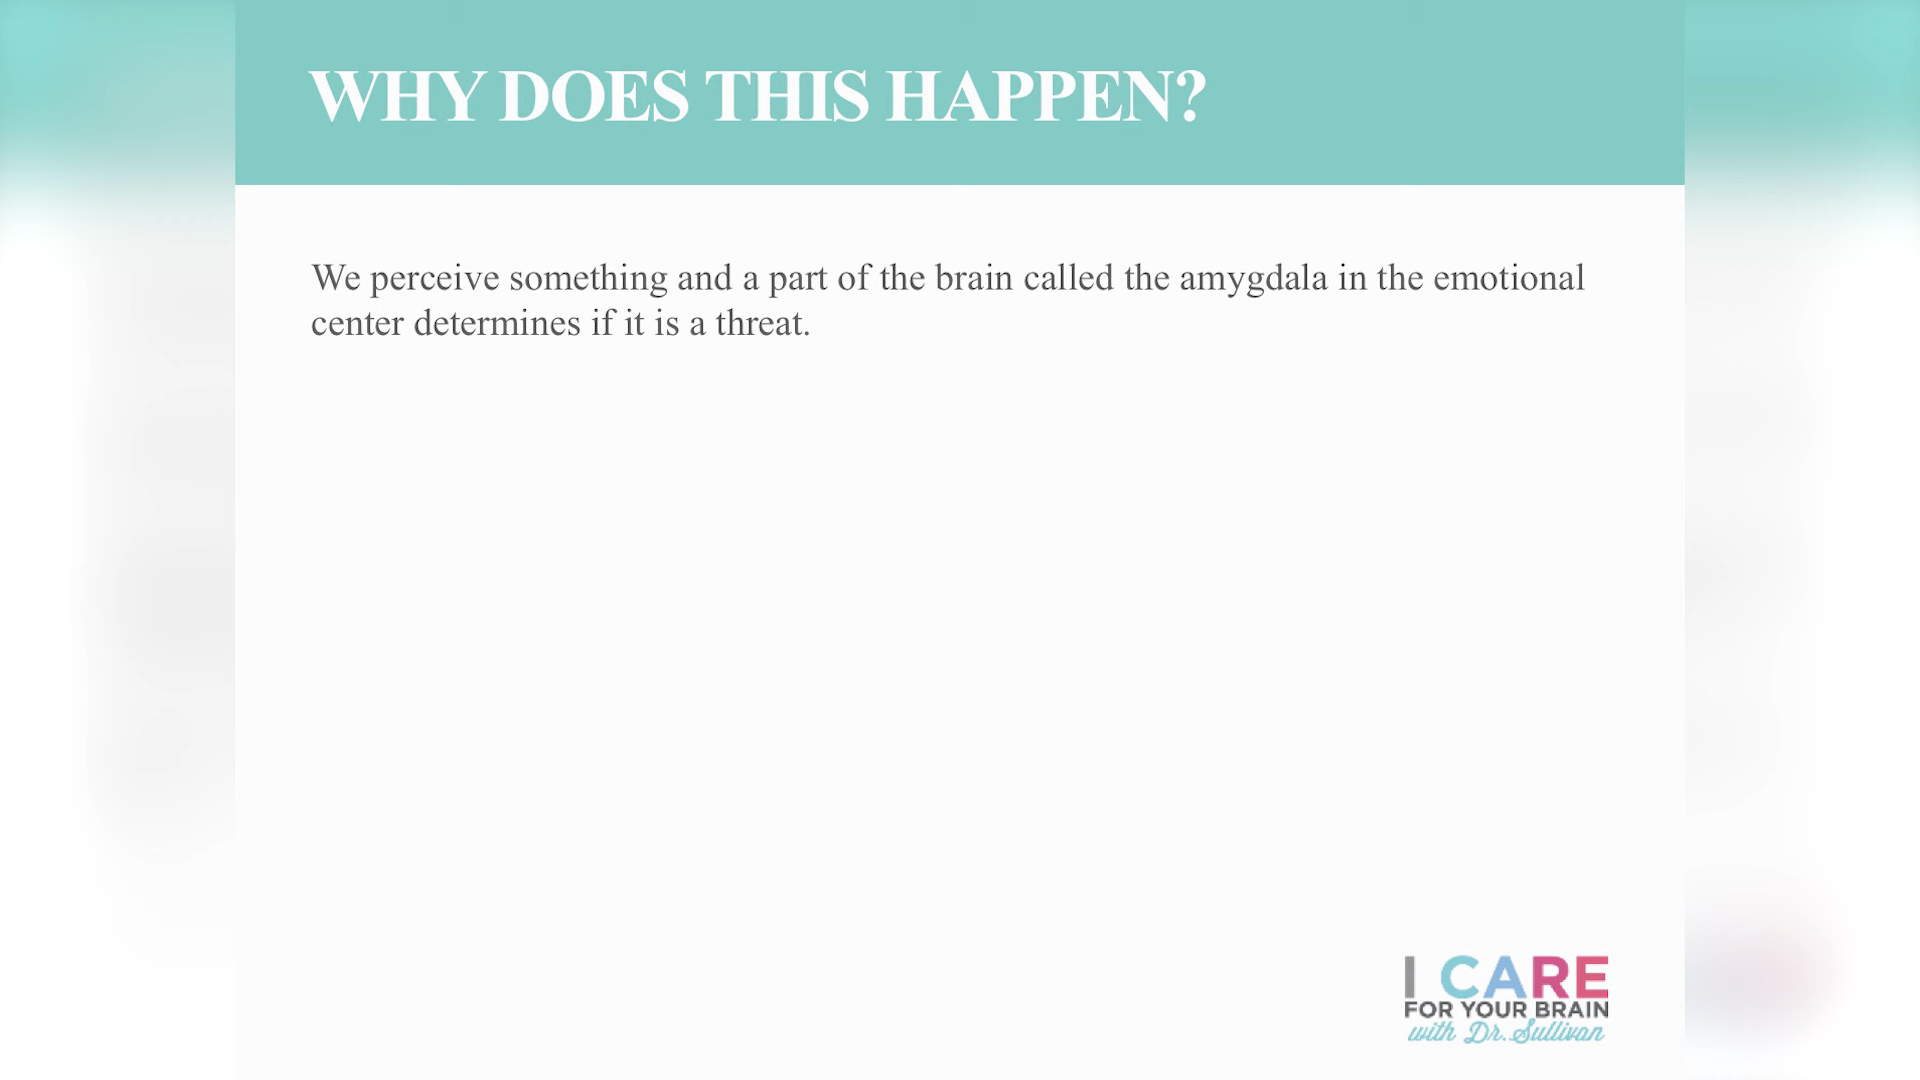 WHY DOES THIS HAPPEN?
We perceive something and a part of the brain called the amygdala in the emotional
center determines if it is a threat.
I CARE
FOR YOUR BRAIN
with Dr. Sullivan